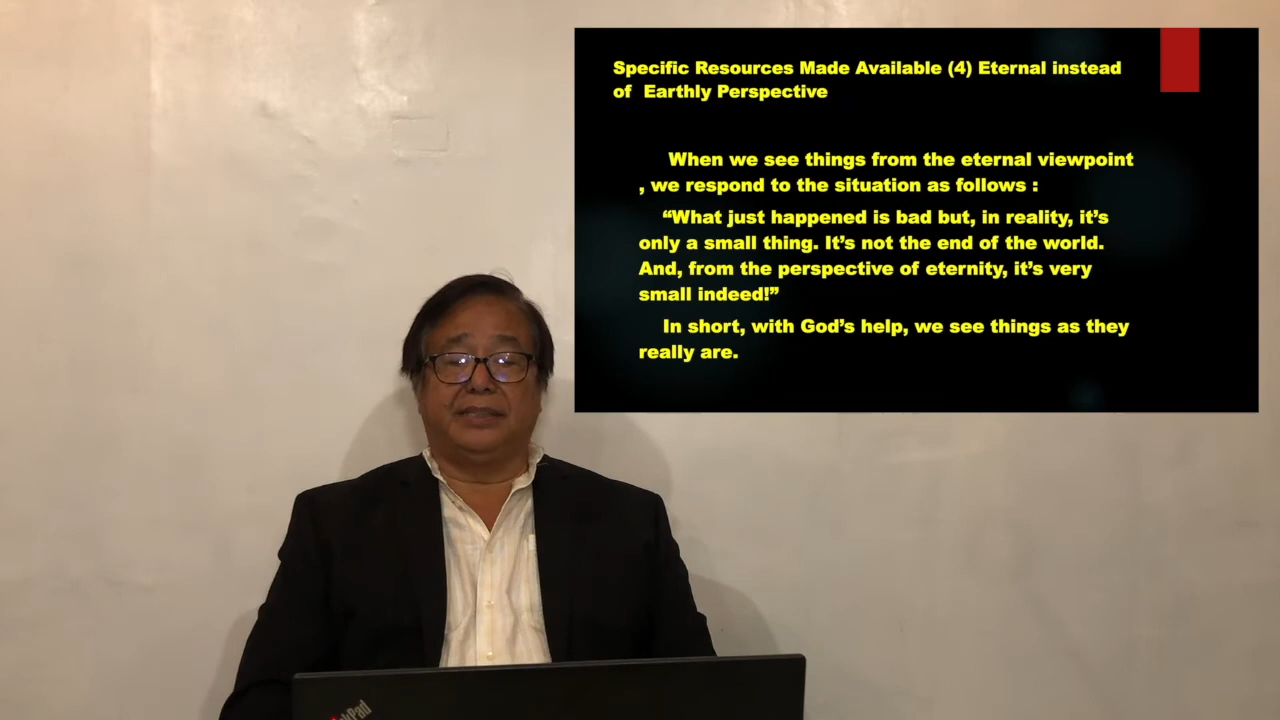 Specific Resources Made Available (4) Eternal instead
of  Earthly Perspective
When we see things from the eternal viewpoint
, we respond to the situation as follows :
“What just happened is bad but, in reality, it’s
only a small thing. It’s not the end of the world.
And, from the perspective of eternity, it’s very
small indeed!”
In short, with God’s help, we see things as they
really are.